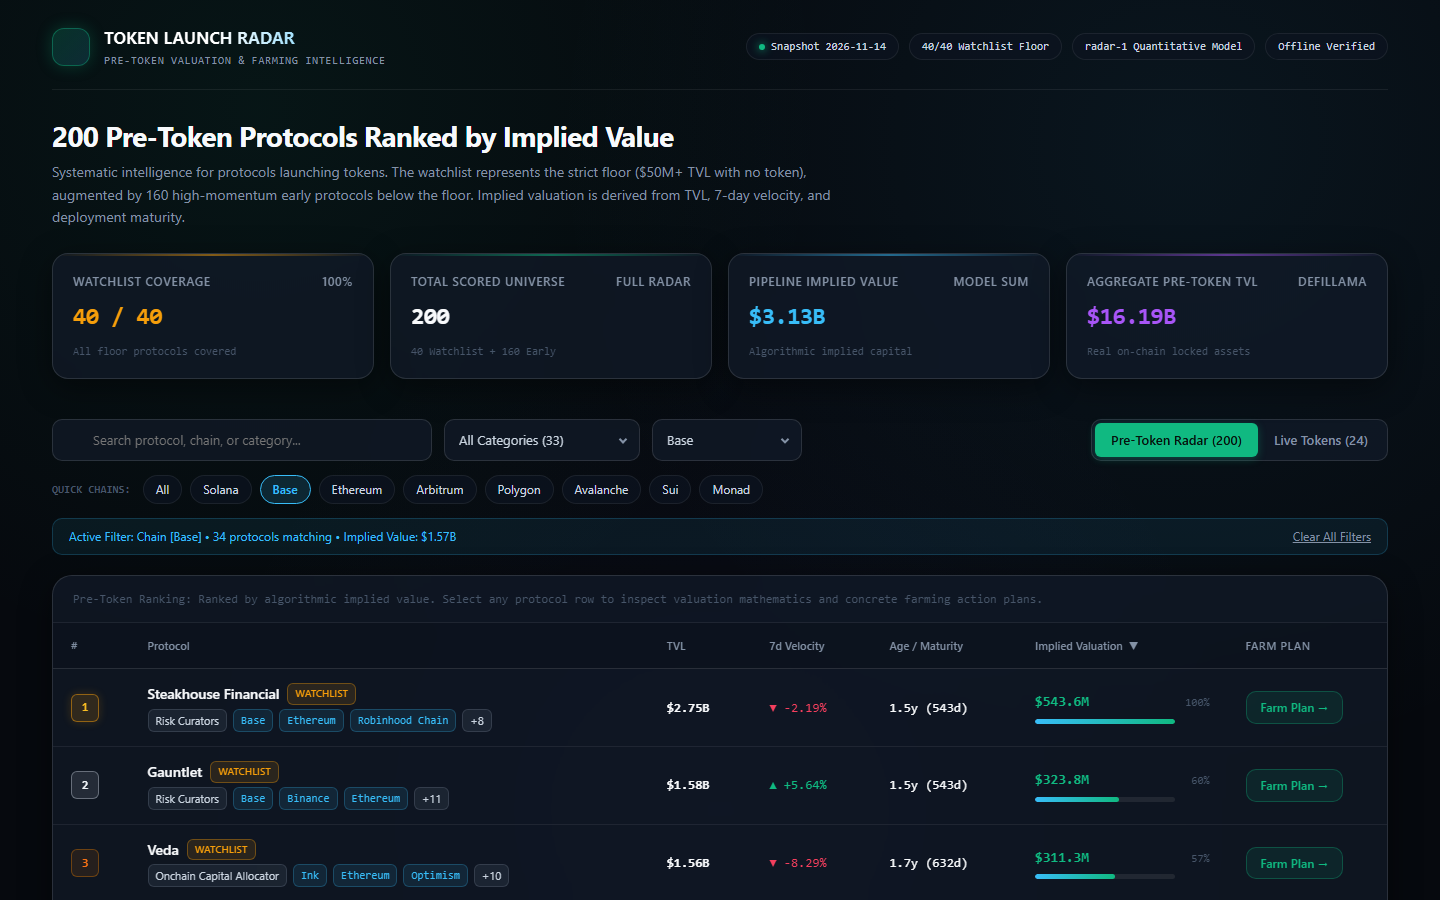 TOKEN LAUNCH RADAR
PRE-TOKEN VALUATION & FARMING INTELLIGENCE
Snapshot 2026-11-14
40/40 Watchlist Floor
radar-1 Quantitative Model
Offline Verified
200 Pre-Token Protocols Ranked by Implied Value
Systematic intelligence for protocols launching tokens. The watchlist represents the strict floor ($50M+ TVL with no token),
augmented by 160 high-momentum early protocols below the floor. Implied valuation is derived from TVL, 7-day velocity, and
deployment maturity.
WATCHLIST COVERAGE 100%
40 / 40
All floor protocols covered
TOTAL SCORED UNIVERSE FULL RADAR
200
40 Watchlist + 160 Early
PIPELINE IMPLIED VALUE MODEL SUM
$3.13B
Algorithmic implied capital
AGGREGATE PRE-TOKEN TVL DEFILLAMA
$16.19B
Real on-chain locked assets
Search protocol, chain, or category...
All Categories (33)
Base
Pre-Token Radar (200)
Live Tokens (24)
QUICK CHAINS: All Solana Base Ethereum Arbitrum Polygon Avalanche Sui Monad
Active Filter: Chain [Base] • 34 protocols matching • Implied Value: $1.57B
Clear All Filters
Pre-Token Ranking: Ranked by algorithmic implied value. Select any protocol row to inspect valuation mathematics and concrete farming action plans.
# Protocol TVL 7d Velocity Age / Maturity Implied Valuation ▼ FARM PLAN
1 Steakhouse Financial WATCHLIST
Risk Curators Base Ethereum Robinhood Chain +8
$2.75B ▼ -2.19% 1.5y (543d) $543.6M 100% Farm Plan →
2 Gauntlet WATCHLIST
Risk Curators Base Binance Ethereum +11
$1.58B ▲ +5.64% 1.5y (543d) $323.8M 60% Farm Plan →
3 Veda WATCHLIST
Onchain Capital Allocator Ink Ethereum Optimism +10
$1.56B ▼ -8.29% 1.7y (632d) $311.3M 57% Farm Plan →